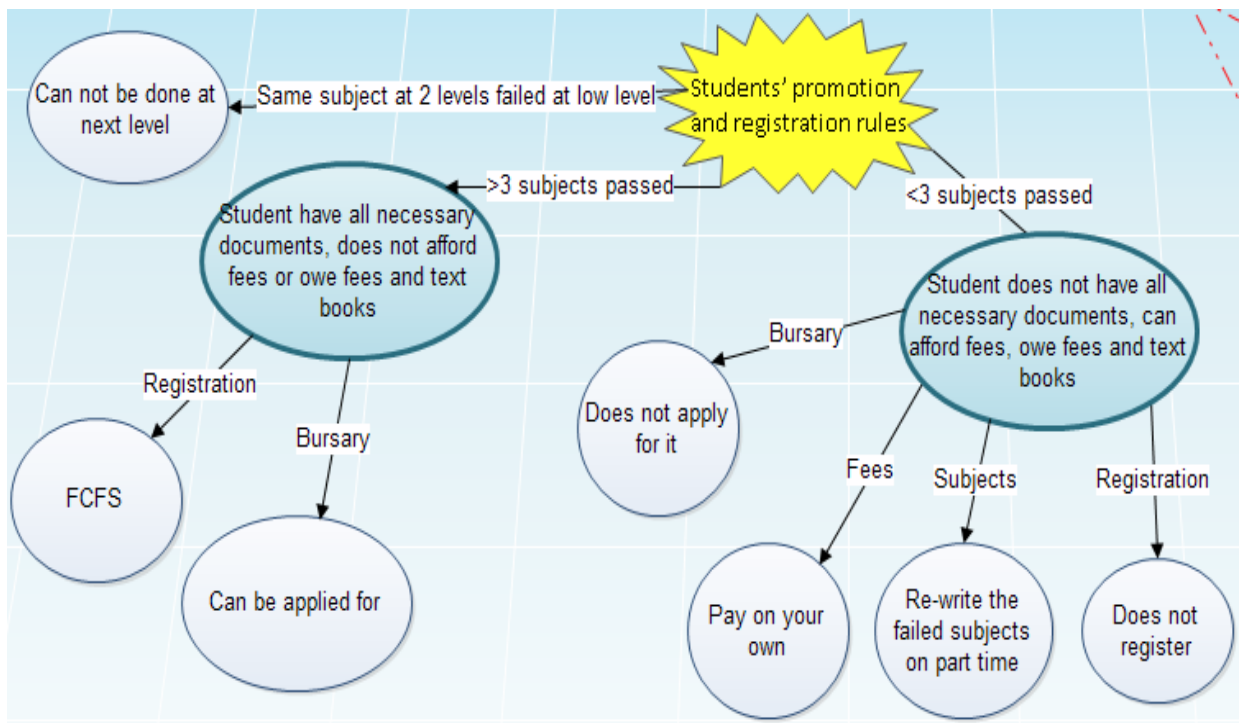 Students' promotion
and registration rules
Same subject at 2 levels failed at low level
Can not be done at
next level
>3 subjects passed
<3 subjects passed
Student have all necessary
documents, does not afford
fees or owe fees and text
books
Student does not have all
necessary documents, can
afford fees, owe fees and text
books
Registration
Bursary
FCFS
Can be applied for
Bursary
Does not apply
for it
Fees
Subjects
Registration
Pay on your
own
Re-write the
failed subjects
on part time
Does not
register